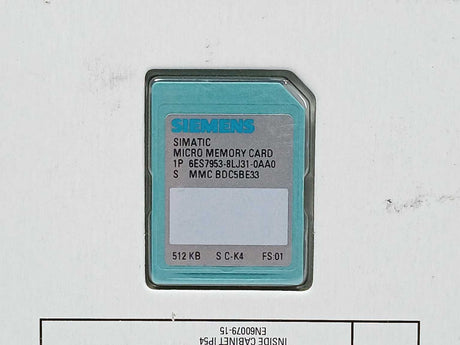 SIEMENS
SIMATIC
MICRO MEMORY CARD
1P 6ES7953-8LJ31-0AA0
S MMC BDC5BE33
512 KB S C-K4 FS:01
EN60079-15
INSIDE CABINET IP54